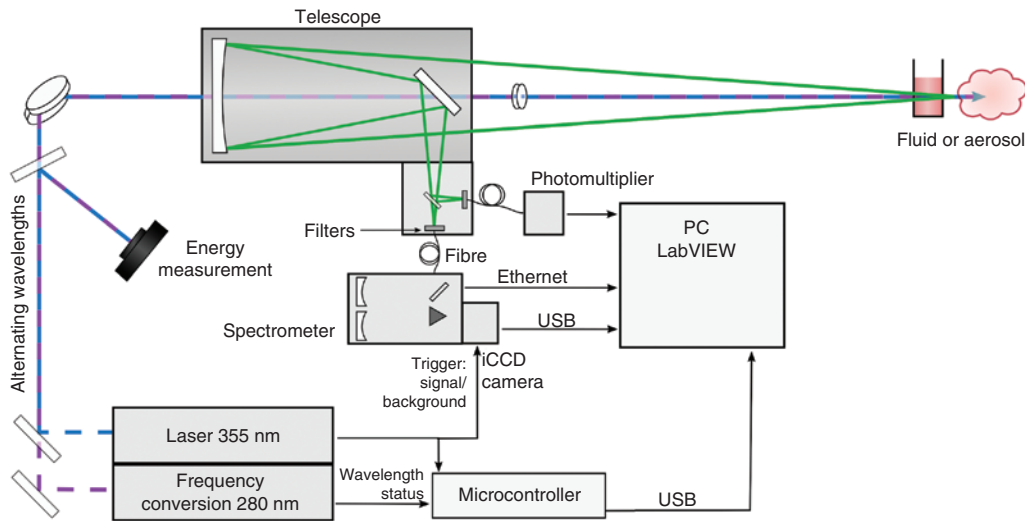 Telescope
Fluid or aerosol
Photomultiplier
PC
LabVIEW
Filters
Fibre
Energy
measurement
Alternating wavelengths
Ethernet
Spectrometer
USB
iCCD
camera
Trigger:
signal/
background
Laser 355 nm
Frequency
conversion 280 nm
Wavelength
status
Microcontroller
USB